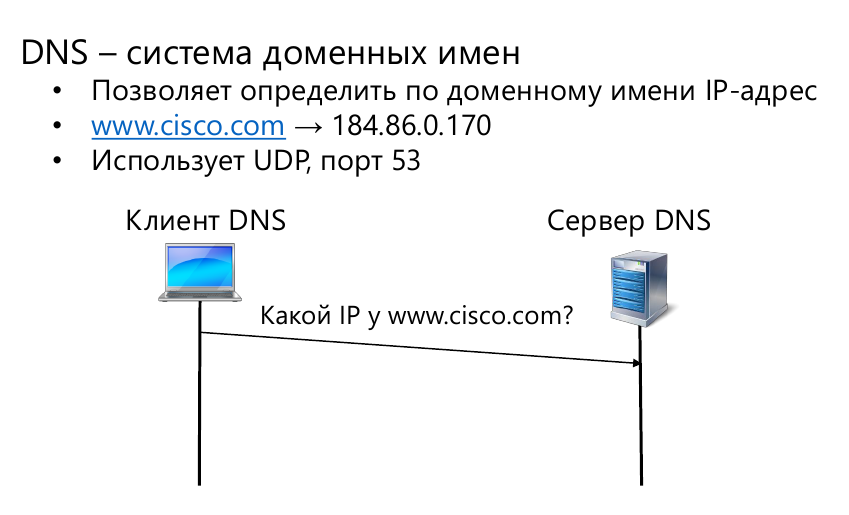 DNS – система доменных имен
• Позволяет определить по доменному имени IP-адрес
• www.cisco.com → 184.86.0.170
• Использует UDP, порт 53
Клиент DNS
Сервер DNS
Какой IP у www.cisco.com?